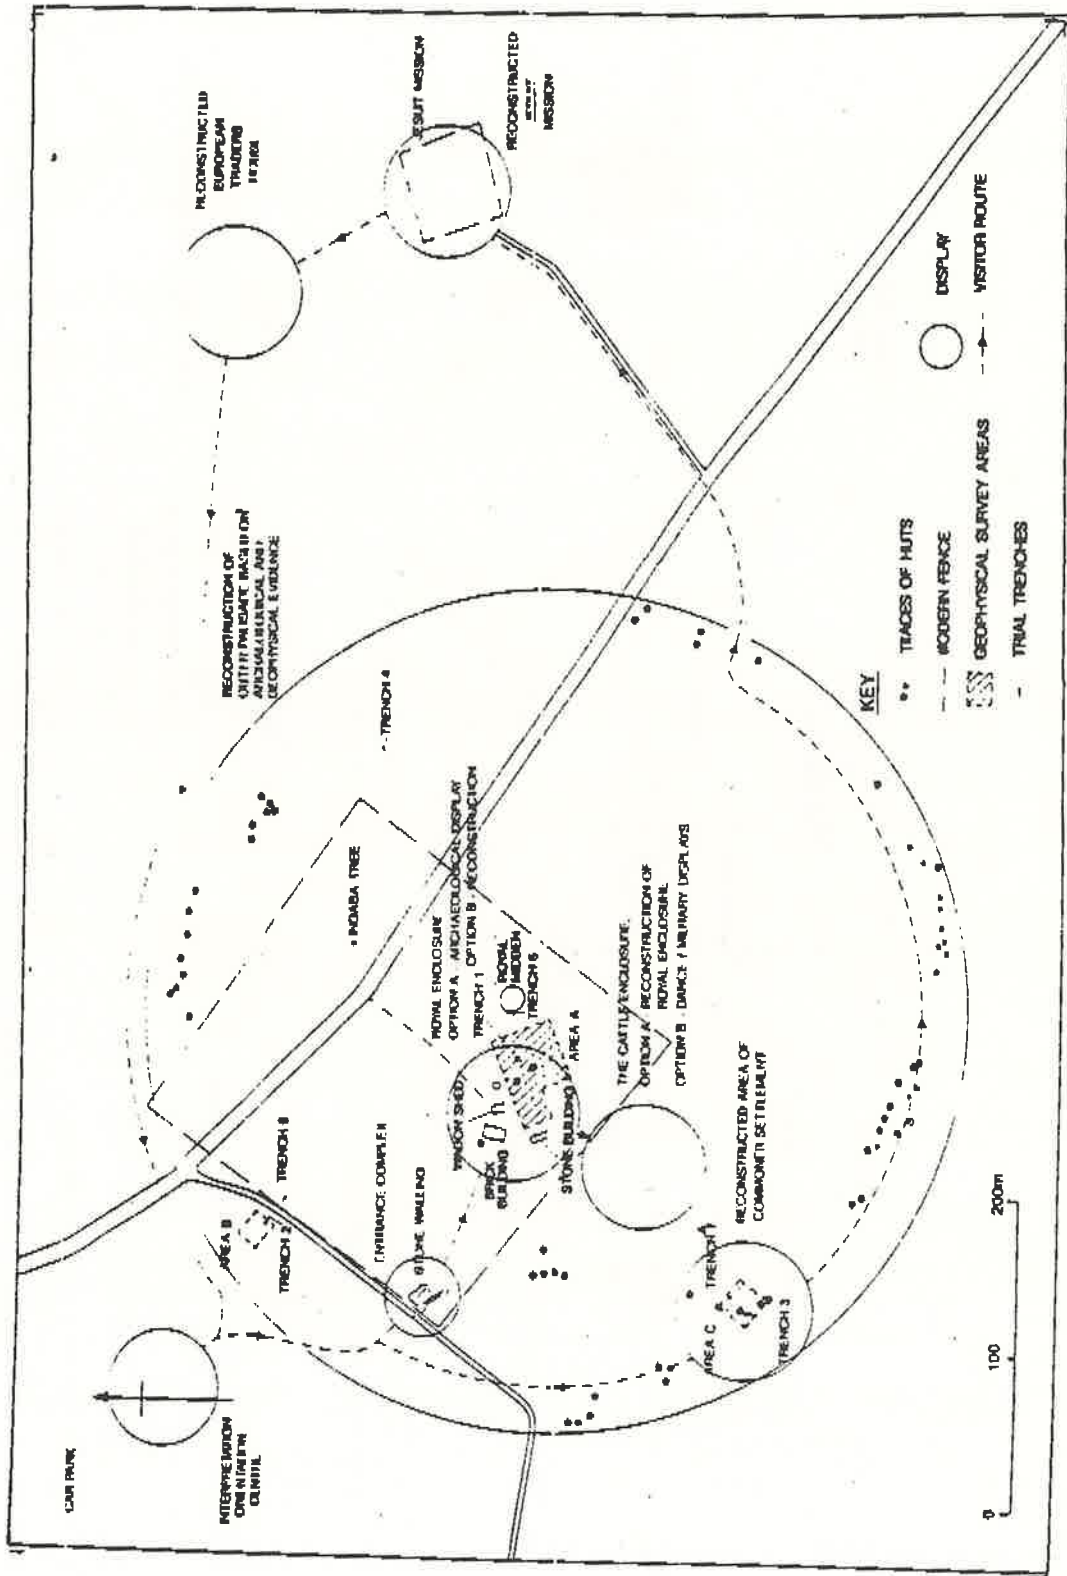 CAR PARK
INTERPRETATION
ORIENTATION
CENTRE
AREA B
TRENCH 2
TRENCH 8
ENTRANCE COMPLEX
STONE WALLING
WAGON SHED
BRICK
BUILDING
STONE BUILDING
AREA A
ROYAL ENCLOSURE
OPTION A - ARCHAEOLOGICAL DISPLAY
TRENCH 1 OPTION B - RECONSTRUCTION
ROYAL
MIDDEN
TRENCH 5
INDABA TREE
TRENCH 4
RECONSTRUCTION OF
OUTER PALISADE BASED ON
ARCHAEOLOGICAL AND
GEOPHYSICAL EVIDENCE
RECONSTRUCTED
EUROPEAN
TRADERS
JESUIT MISSION
RECONSTRUCTED
JESUIT
MISSION
THE CATTLE ENCLOSURE
OPTION A - RECONSTRUCTION OF
ROYAL ENCLOSURE
OPTION B - DANCE / MILITARY DISPLAYS
RECONSTRUCTED AREA OF
COMMONER SETTLEMENT
AREA C
TRENCH 7
TRENCH 3
0 100 200m
KEY
TRACES OF HUTS
MODERN FENCE
GEOPHYSICAL SURVEY AREAS
TRIAL TRENCHES
DISPLAY
VISITOR ROUTE